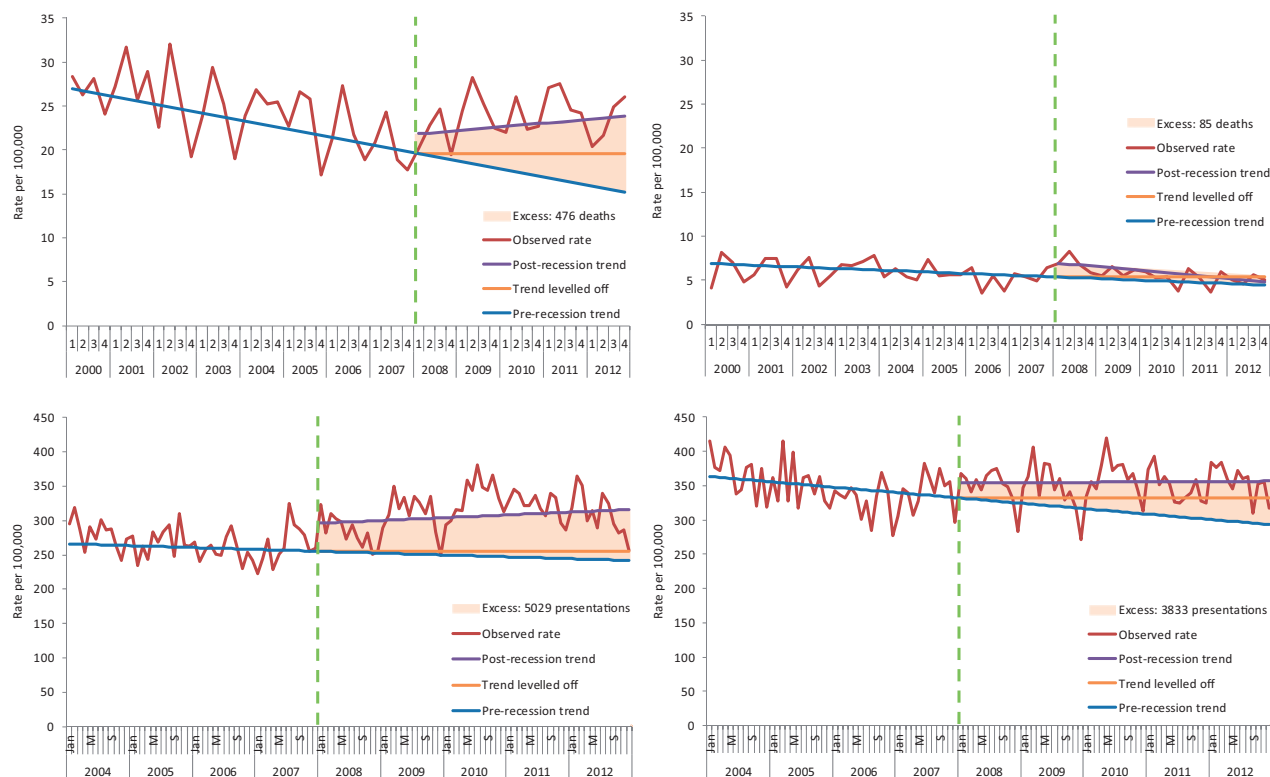 35
30
25
20
15
10
5
0
Rate per 100,000
Excess: 476 deaths
Observed rate
Post-recession trend
Trend levelled off
Pre-recession trend
1 2 3 4 1 2 3 4 1 2 3 4 1 2 3 4 1 2 3 4 1 2 3 4 1 2 3 4 1 2 3 4 1 2 3 4 1 2 3 4 1 2 3 4 1 2 3 4 1 2 3 4
2000 2001 2002 2003 2004 2005 2006 2007 2008 2009 2010 2011 2012
35
30
25
20
15
10
5
0
Rate per 100,000
Excess: 85 deaths
Observed rate
Post-recession trend
Trend levelled off
Pre-recession trend
1 2 3 4 1 2 3 4 1 2 3 4 1 2 3 4 1 2 3 4 1 2 3 4 1 2 3 4 1 2 3 4 1 2 3 4 1 2 3 4 1 2 3 4 1 2 3 4 1 2 3 4
2000 2001 2002 2003 2004 2005 2006 2007 2008 2009 2010 2011 2012
450
400
350
300
250
200
150
100
50
0
Rate per 100,000
Excess: 5029 presentations
Observed rate
Post-recession trend
Trend levelled off
Pre-recession trend
Jan M S Jan M S Jan M S Jan M S Jan M S Jan M S Jan M S Jan M S Jan M S
2004 2005 2006 2007 2008 2009 2010 2011 2012
450
400
350
300
250
200
150
100
50
0
Rate per 100,000
Excess: 3833 presentations
Observed rate
Post-recession trend
Trend levelled off
Pre-recession trend
Jan M S Jan M S Jan M S Jan M S Jan M S Jan M S Jan M S Jan M S Jan M S
2004 2005 2006 2007 2008 2009 2010 2011 2012